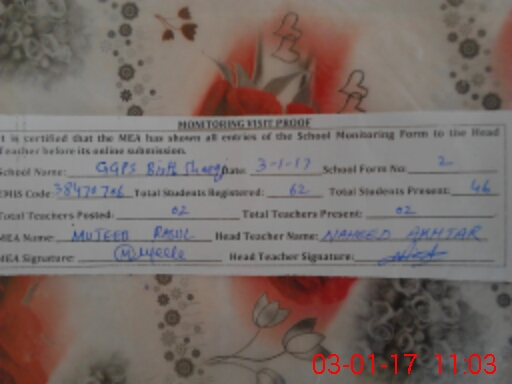 MONITORING VISIT PROOF
It is certified that the MEA has shown all entries of the School Monitoring Form to the Head
Teacher before its online submission.
School Name: GGPS Date: 3-1-17 School Form No: 2
EMIS Code: 38470706 Total Students Registered: 62 Total Students Present: 46
Total Teachers Posted: 02 Total Teachers Present: 02
MEA Name: MUJEEB RASUL Head Teacher Name: NAHEED AKHTAR
MEA Signature: Head Teacher Signature:
03-01-17 11:03